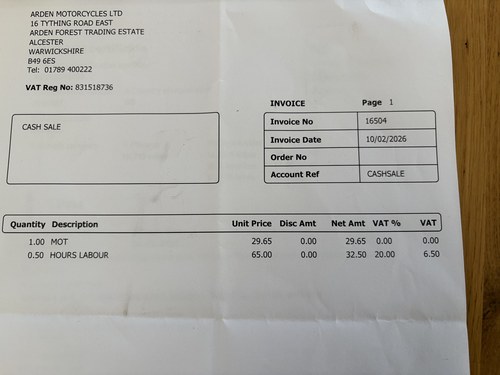 ARDEN MOTORCYCLES LTD
16 TYTHING ROAD EAST
ARDEN FOREST TRADING ESTATE
ALCESTER
WARWICKSHIRE
B49 6ES
Tel: 01789 400222
VAT Reg No: 831518736
INVOICE Page 1
CASH SALE
Invoice No 16504
Invoice Date 10/02/2026
Order No
Account Ref CASHSALE
Quantity Description Unit Price Disc Amt Net Amt VAT % VAT
1.00 MOT 29.65 0.00 29.65 0.00 0.00
0.50 HOURS LABOUR 65.00 0.00 32.50 20.00 6.50